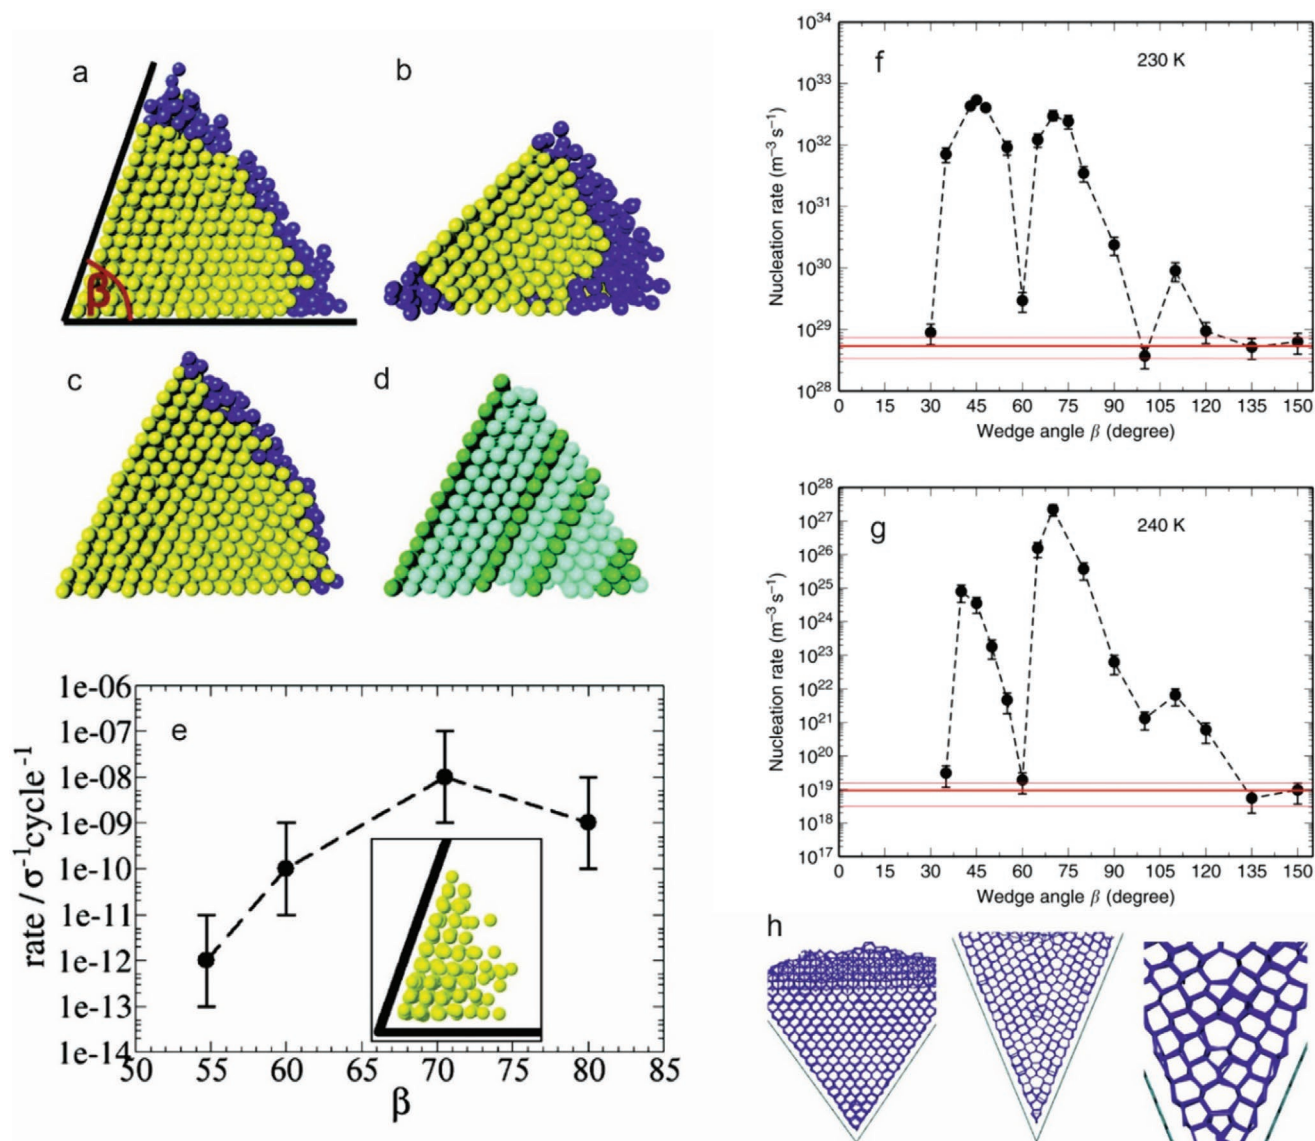 a
b
β
c
d
1e-06
1e-07
1e-08
1e-09
1e-10
1e-11
1e-12
1e-13
1e-14
rate / σ⁻¹cycle⁻¹
e
50 55 60 65 70 75 80 85
β
f
230 K
10³⁴
10³³
10³²
10³¹
10³⁰
10²⁹
10²⁸
Nucleation rate (m⁻³ s⁻¹)
0 15 30 45 60 75 90 105 120 135 150
Wedge angle β (degree)
g
240 K
10²⁸
10²⁷
10²⁶
10²⁵
10²⁴
10²³
10²²
10²¹
10²⁰
10¹⁹
10¹⁸
10¹⁷
Nucleation rate (m⁻³ s⁻¹)
0 15 30 45 60 75 90 105 120 135 150
Wedge angle β (degree)
h